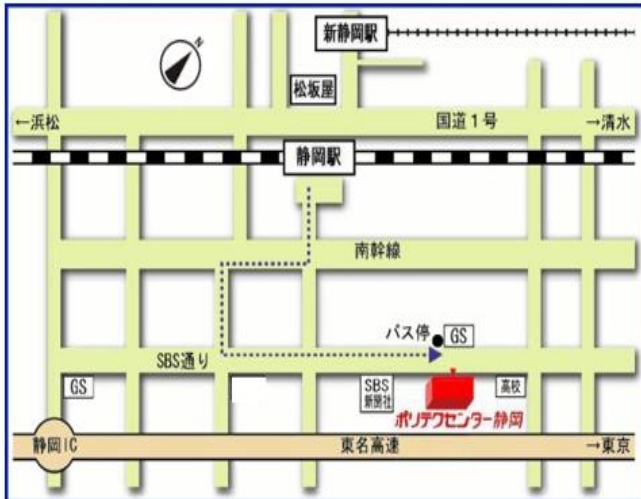 新静岡駅
N
松坂屋
←浜松
国道1号
→清水
静岡駅
南幹線
バス停
GS
SBS通り
GS
SBS
新聞社
高校
ポリテクセンター静岡
静岡IC
東名高速
→東京